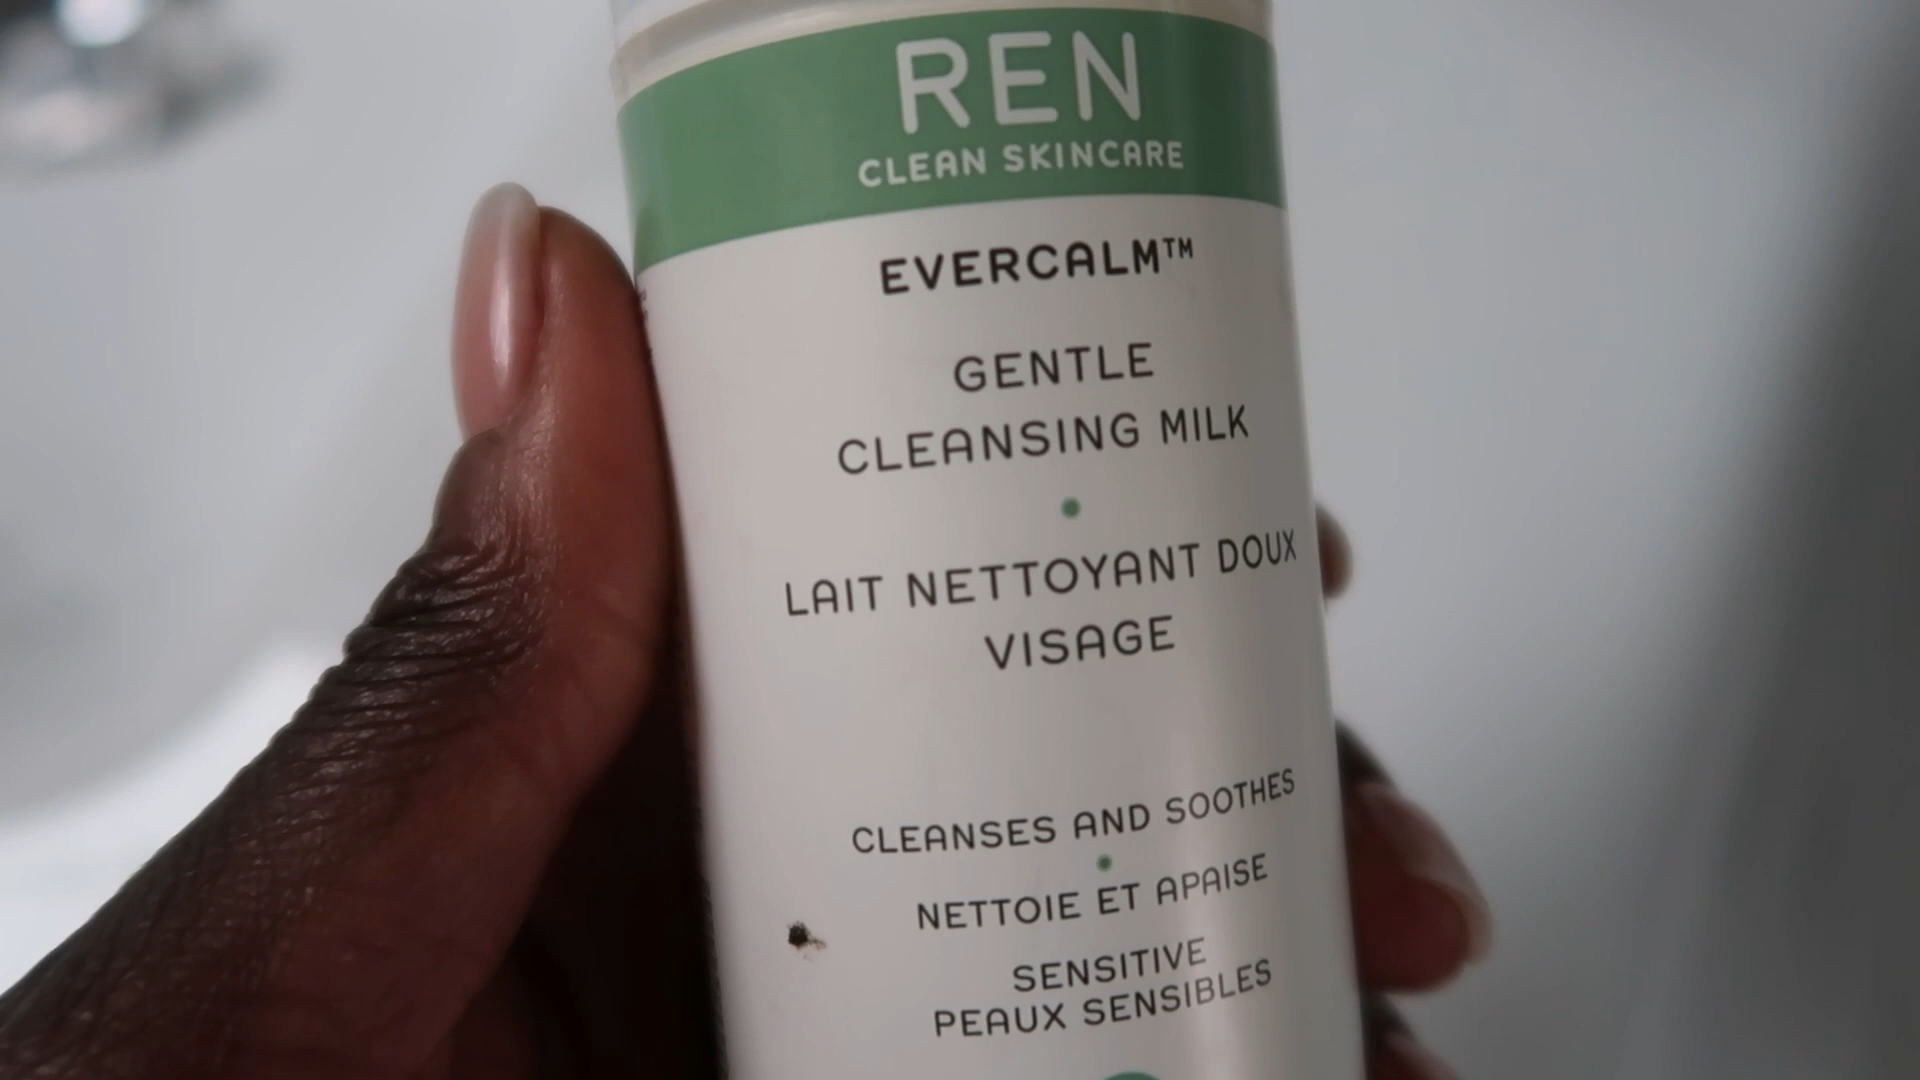 REN
CLEAN SKINCARE
EVERCALM™
GENTLE
CLEANSING MILK
LAIT NETTOYANT DOUX
VISAGE
CLEANSES AND SOOTHES
NETTOIE ET APAISE
SENSITIVE
PEAUX SENSIBLES